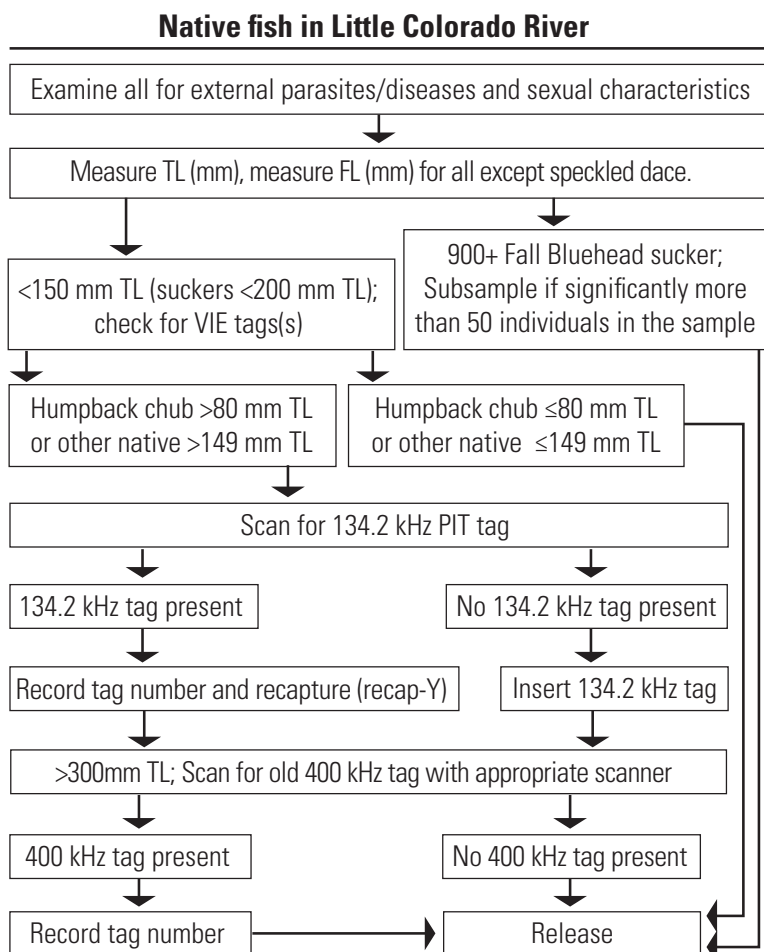 Native fish in Little Colorado River
Examine all for external parasites/diseases and sexual characteristics
Measure TL (mm), measure FL (mm) for all except speckled dace.
<150 mm TL (suckers <200 mm TL);
check for VIE tags(s)
900+ Fall Bluehead sucker;
Subsample if significantly more
than 50 individuals in the sample
Humpback chub >80 mm TL
or other native >149 mm TL
Humpback chub ≤80 mm TL
or other native ≤149 mm TL
Scan for 134.2 kHz PIT tag
134.2 kHz tag present
No 134.2 kHz tag present
Record tag number and recapture (recap-Y)
Insert 134.2 kHz tag
>300mm TL; Scan for old 400 kHz tag with appropriate scanner
400 kHz tag present
No 400 kHz tag present
Record tag number
Release